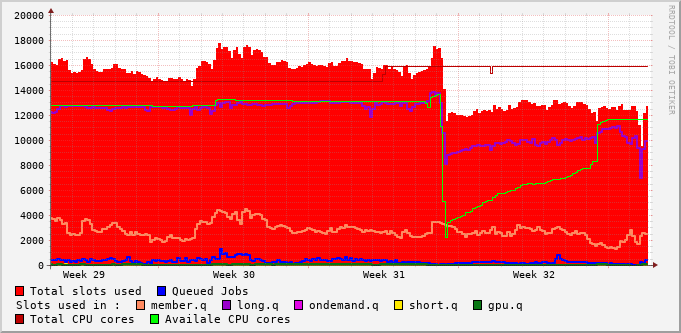 20000
18000
16000
14000
12000
10000
8000
6000
4000
2000
0
Week 29 Week 30 Week 31 Week 32
RRDTOOL / TOBI OETIKER
Total slots used Queued Jobs
Slots used in : member.q long.q ondemand.q short.q gpu.q
Total CPU cores Availale CPU cores